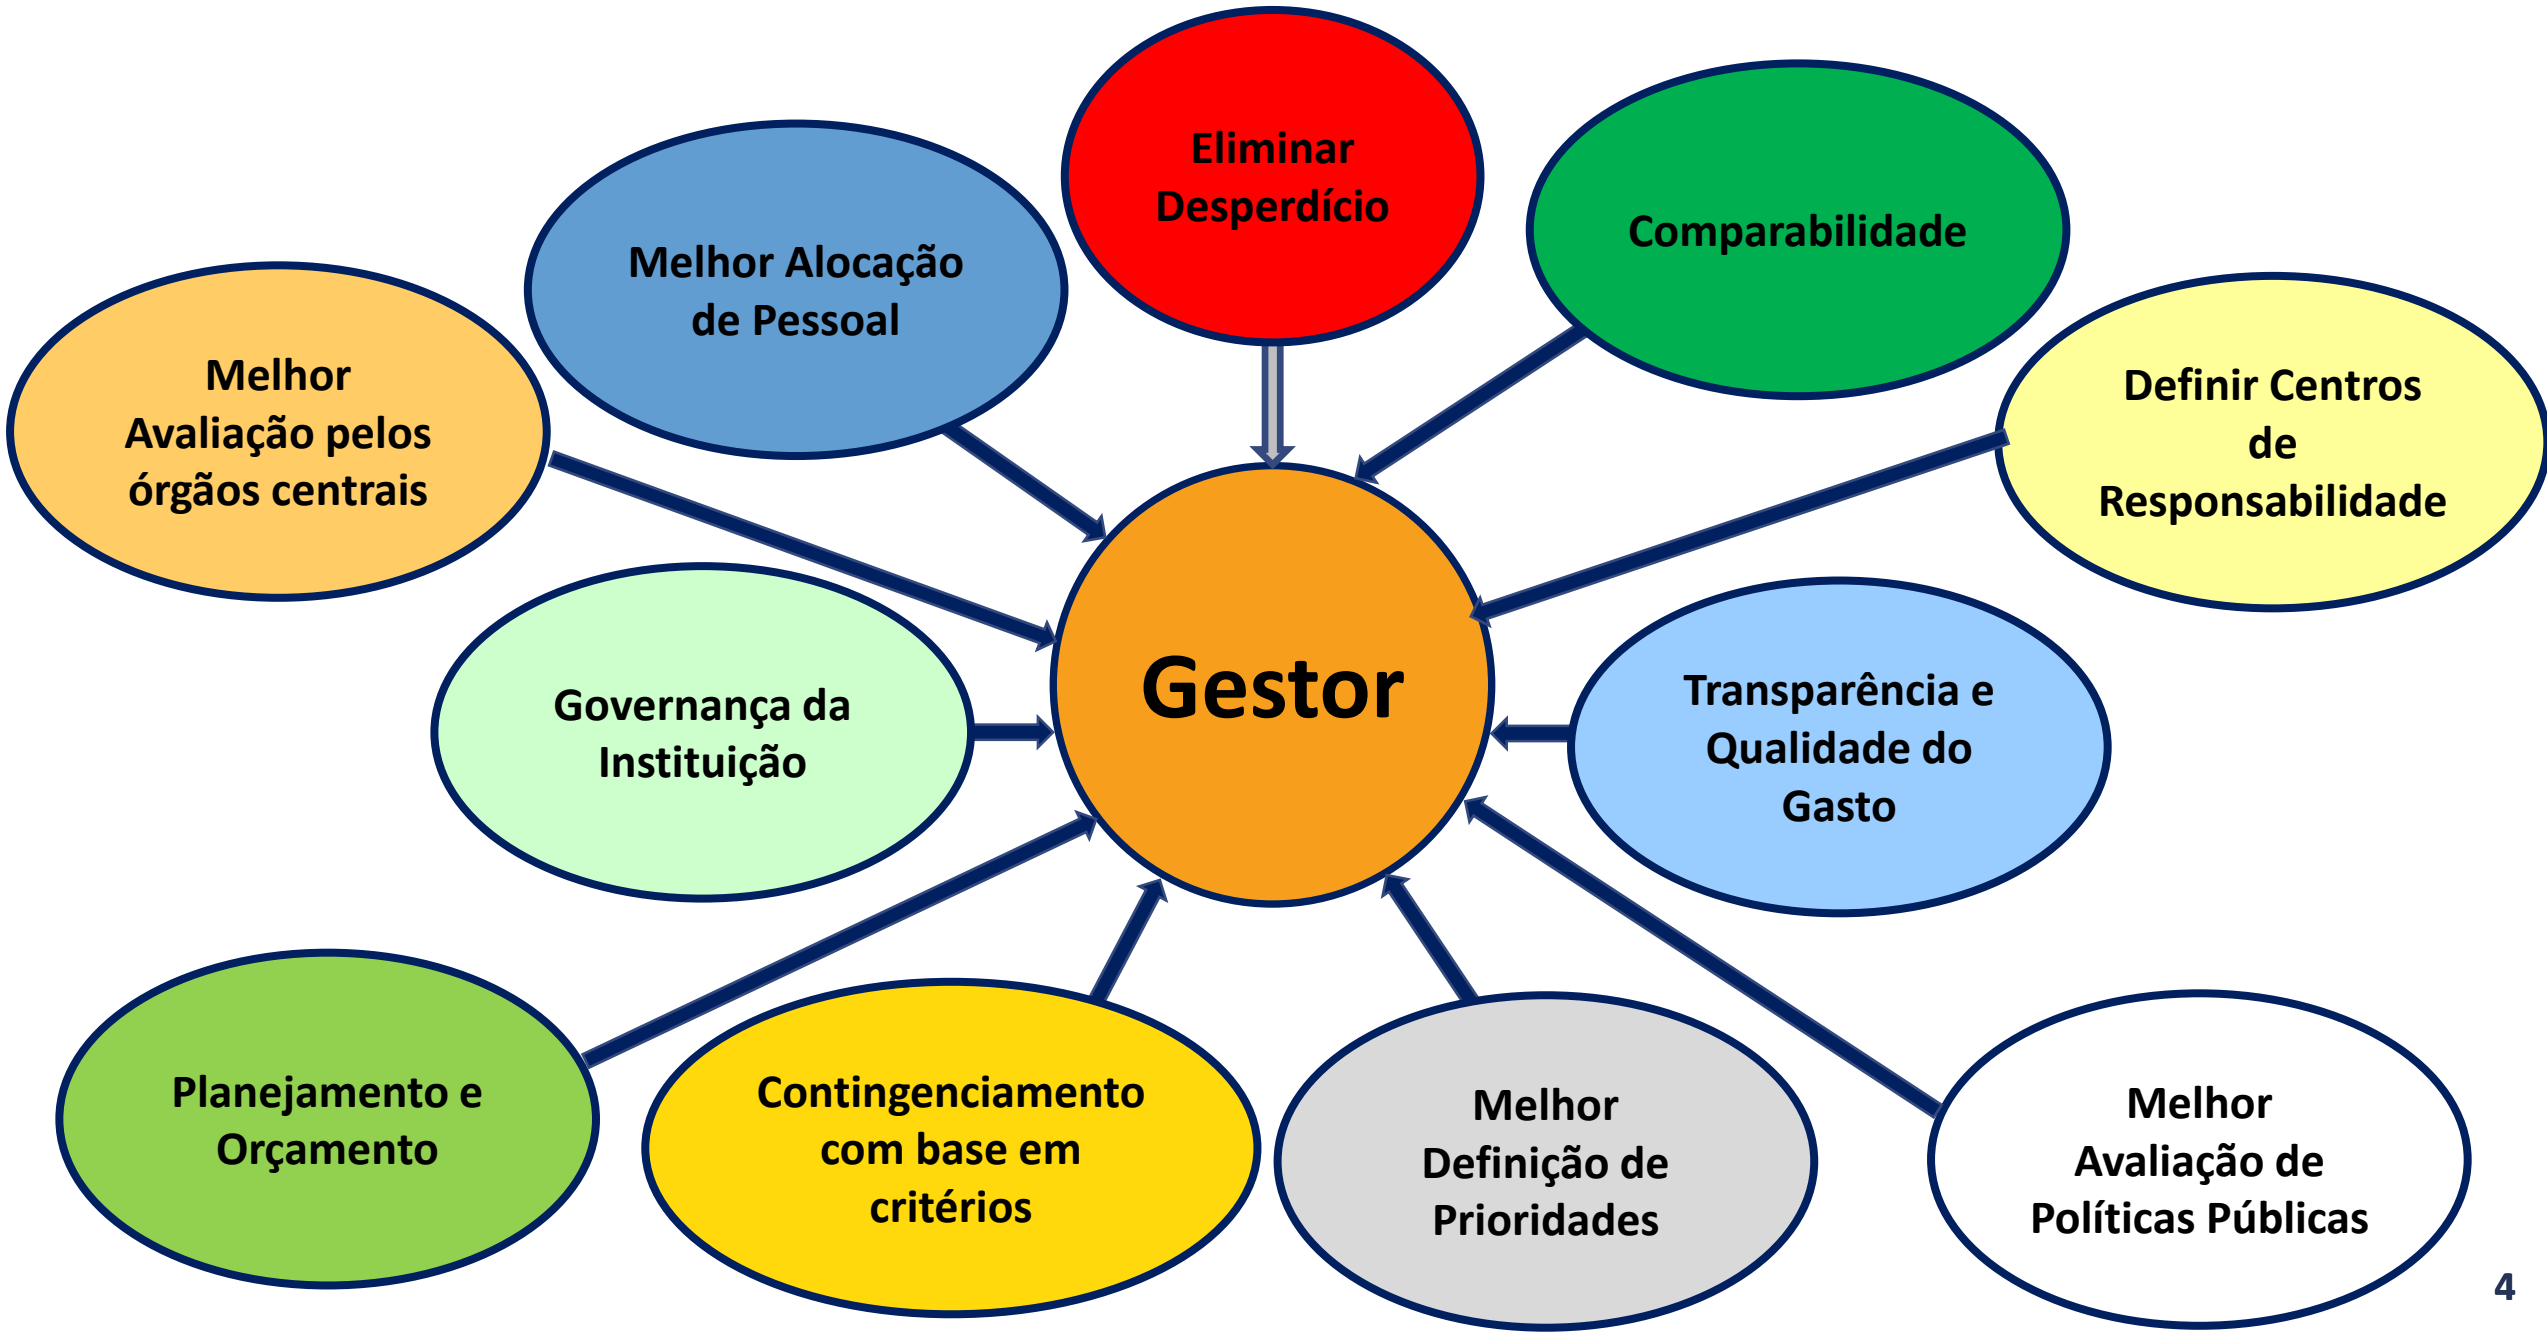 Eliminar
Desperdício
Comparabilidade
Melhor Alocação
de Pessoal
Melhor
Avaliação pelos
órgãos centrais
Definir Centros
de
Responsabilidade
Gestor
Governança da
Instituição
Transparência e
Qualidade do
Gasto
Planejamento e
Orçamento
Contingenciamento
com base em
critérios
Melhor
Definição de
Prioridades
Melhor
Avaliação de
Políticas Públicas
4